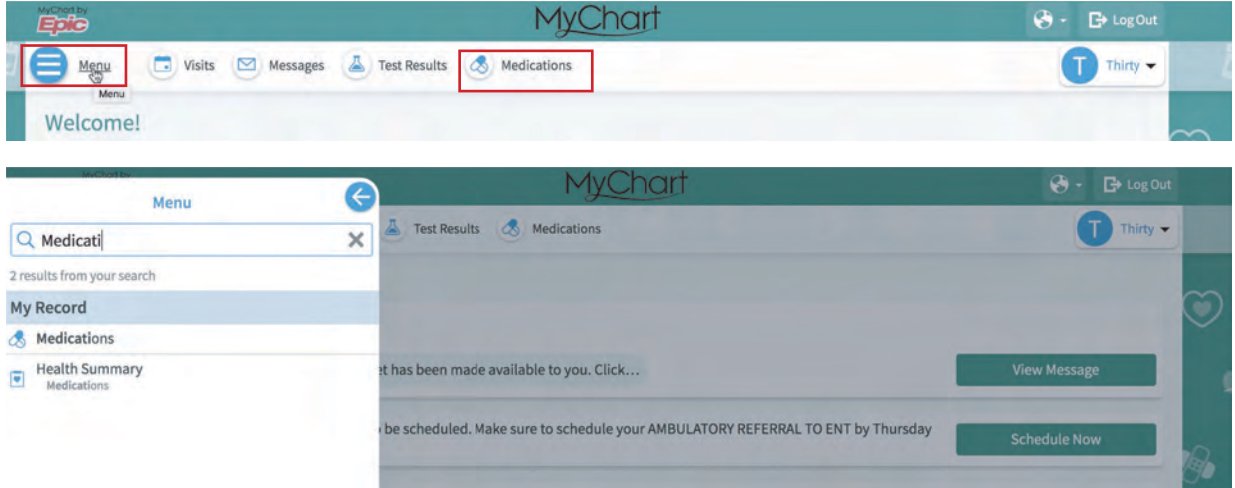 MyChart by
Epic
MyChart
Log Out
Menu Visits Messages Test Results Medications
T Thirty
Menu
Welcome!
MyChart by
MyChart
Log Out
Menu
Medicati
Test Results Medications
T Thirty
2 results from your search
My Record
Medications
Health Summary
Medications
et has been made available to you. Click...
View Message
be scheduled. Make sure to schedule your AMBULATORY REFERRAL TO ENT by Thursday
Schedule Now